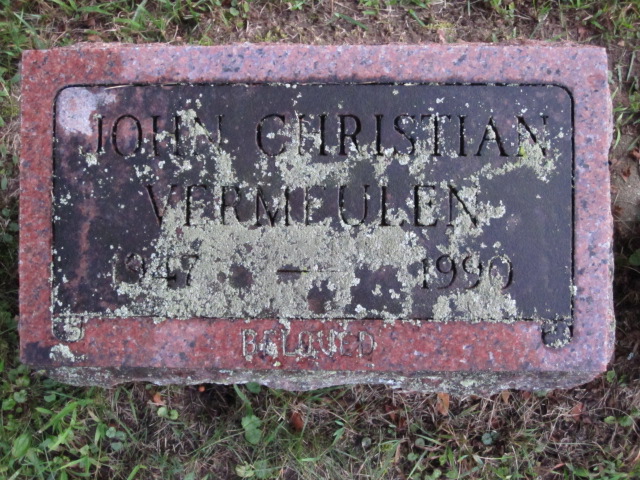 JOHN CHRISTIAN
VERMEULEN
1947 — 1990
BELOVED